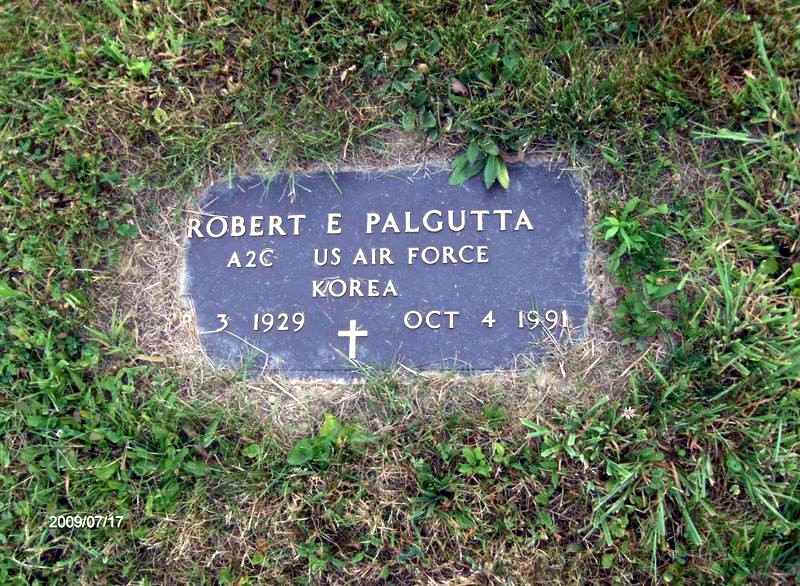 ROBERT E PALGUTTA
A2C US AIR FORCE
KOREA
3 1929 OCT 4 1991
2009/07/17